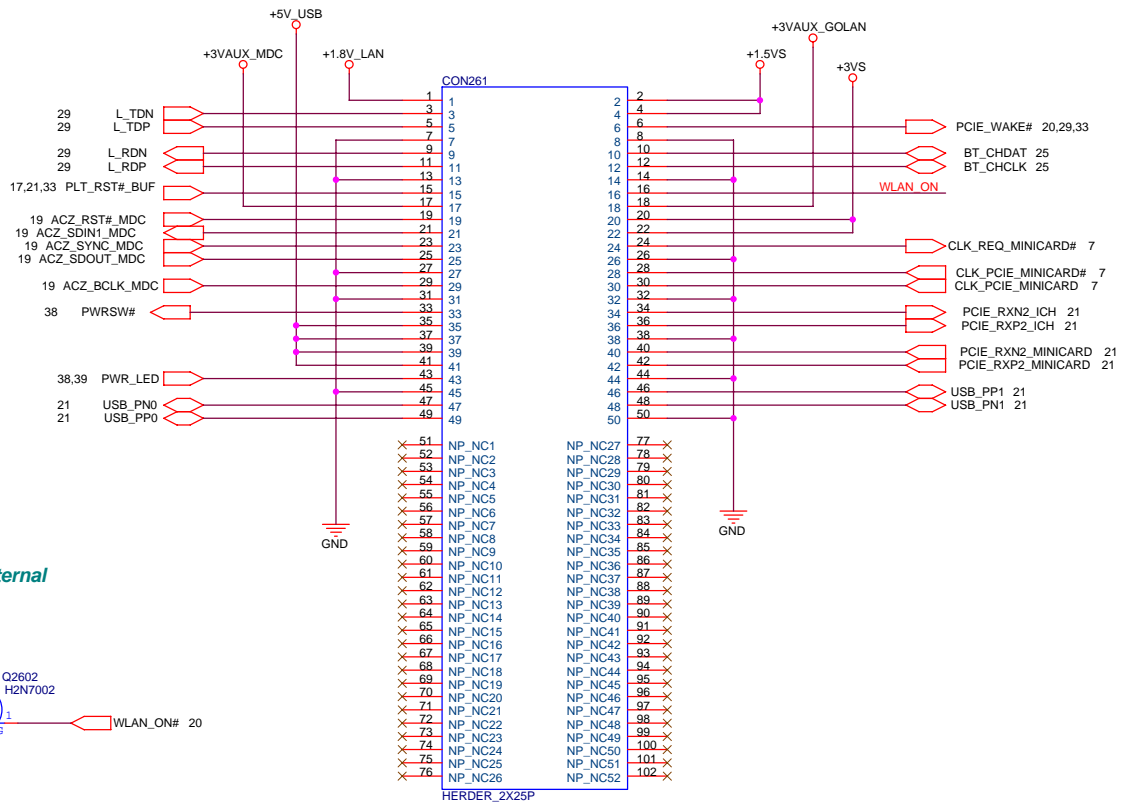 +5V_USB
+3VAUX_GOLAN
+3VAUX_MDC
+1.8V_LAN
+1.5VS
+3VS
CON261
1 1 2 2
29 L_TDN 3 3 4 4
29 L_TDP 5 5 6 6 PCIE_WAKE# 20,29,33
7 7 8 8
29 L_RDN 9 9 10 10 BT_CHDAT 25
29 L_RDP 11 11 12 12 BT_CHCLK 25
13 13 14 14
17,21,33 PLT_RST#_BUF 15 15 16 16 WLAN_ON
17 17 18 18
19 ACZ_RST#_MDC 19 19 20 20
19 ACZ_SDIN1_MDC 21 21 22 22
19 ACZ_SYNC_MDC 23 23 24 24 CLK_REQ_MINICARD# 7
19 ACZ_SDOUT_MDC 25 25 26 26
27 27 28 28 CLK_PCIE_MINICARD# 7
19 ACZ_BCLK_MDC 29 29 30 30 CLK_PCIE_MINICARD 7
31 31 32 32
38 PWRSW# 33 33 34 34 PCIE_RXN2_ICH 21
35 35 36 36 PCIE_RXP2_ICH 21
37 37 38 38
39 39 40 40 PCIE_RXN2_MINICARD 21
41 41 42 42 PCIE_RXP2_MINICARD 21
38,39 PWR_LED 43 43 44 44
45 45 46 46 USB_PP1 21
21 USB_PN0 47 47 48 48 USB_PN1 21
21 USB_PP0 49 49 50 50
51 NP_NC1 NP_NC27 77
52 NP_NC2 NP_NC28 78
53 NP_NC3 NP_NC29 79
54 NP_NC4 NP_NC30 80
55 NP_NC5 NP_NC31 81
56 NP_NC6 NP_NC32 82
57 NP_NC7 NP_NC33 83
58 NP_NC8 NP_NC34 84
59 NP_NC9 NP_NC35 85
60 NP_NC10 NP_NC36 86
61 NP_NC11 NP_NC37 87
62 NP_NC12 NP_NC38 88
63 NP_NC13 NP_NC39 89
64 NP_NC14 NP_NC40 90
65 NP_NC15 NP_NC41 91
66 NP_NC16 NP_NC42 92
67 NP_NC17 NP_NC43 93
68 NP_NC18 NP_NC44 94
69 NP_NC19 NP_NC45 95
70 NP_NC20 NP_NC46 96
71 NP_NC21 NP_NC47 97
72 NP_NC22 NP_NC48 98
73 NP_NC23 NP_NC49 99
74 NP_NC24 NP_NC50 100
75 NP_NC25 NP_NC51 101
76 NP_NC26 NP_NC52 102
HERDER_2X25P
GND
GND
ternal
Q2602
H2N7002
1
G
WLAN_ON# 20